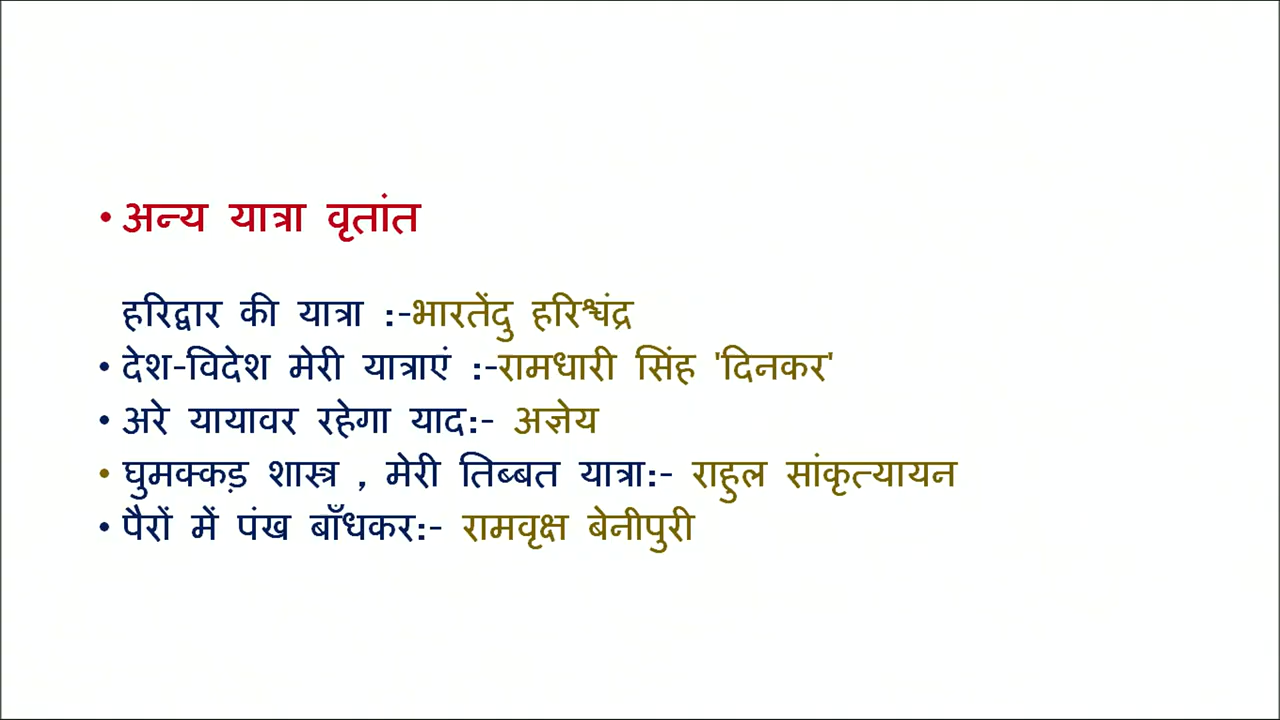 • अन्य यात्रा वृतांत
हरिद्वार की यात्रा :-भारतेंदु हरिश्चंद्र
• देश-विदेश मेरी यात्राएं :-रामधारी सिंह 'दिनकर'
• अरे यायावर रहेगा याद:- अज्ञेय
• घुमक्कड़ शास्त्र , मेरी तिब्बत यात्रा:- राहुल सांकृत्यायन
• पैरों में पंख बाँधकर:- रामवृक्ष बेनीपुरी